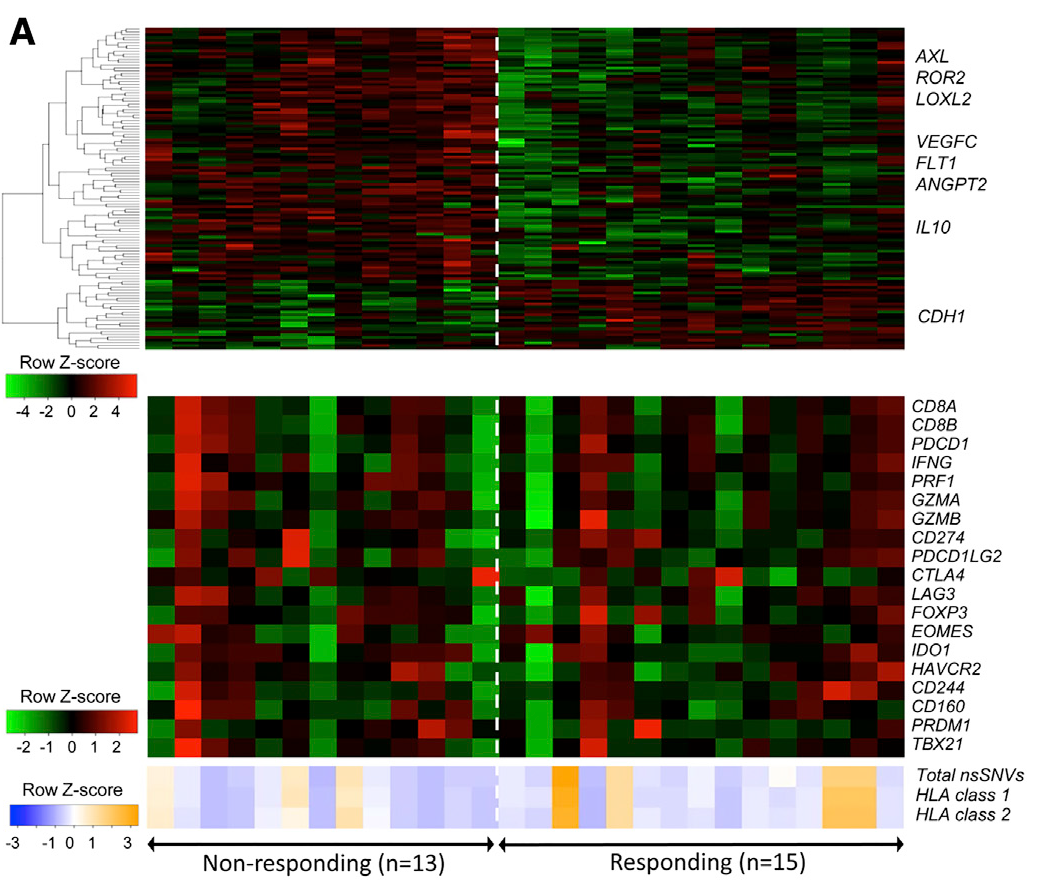 A
AXL
ROR2
LOXL2
VEGFC
FLT1
ANGPT2
IL10
CDH1
Row Z-score
-4 -2 0 2 4
CD8A
CD8B
PDCD1
IFNG
PRF1
GZMA
GZMB
CD274
PDCD1LG2
CTLA4
LAG3
FOXP3
EOMES
IDO1
HAVCR2
CD244
CD160
PRDM1
TBX21
Row Z-score
-2 -1 0 1 2
Total nsSNVs
HLA class 1
HLA class 2
Row Z-score
-3 -1 0 1 3
Non-responding (n=13)
Responding (n=15)